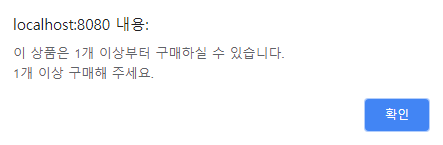 localhost:8080 내용:
이 상품은 1개 이상부터 구매하실 수 있습니다.
1개 이상 구매해 주세요.
확인